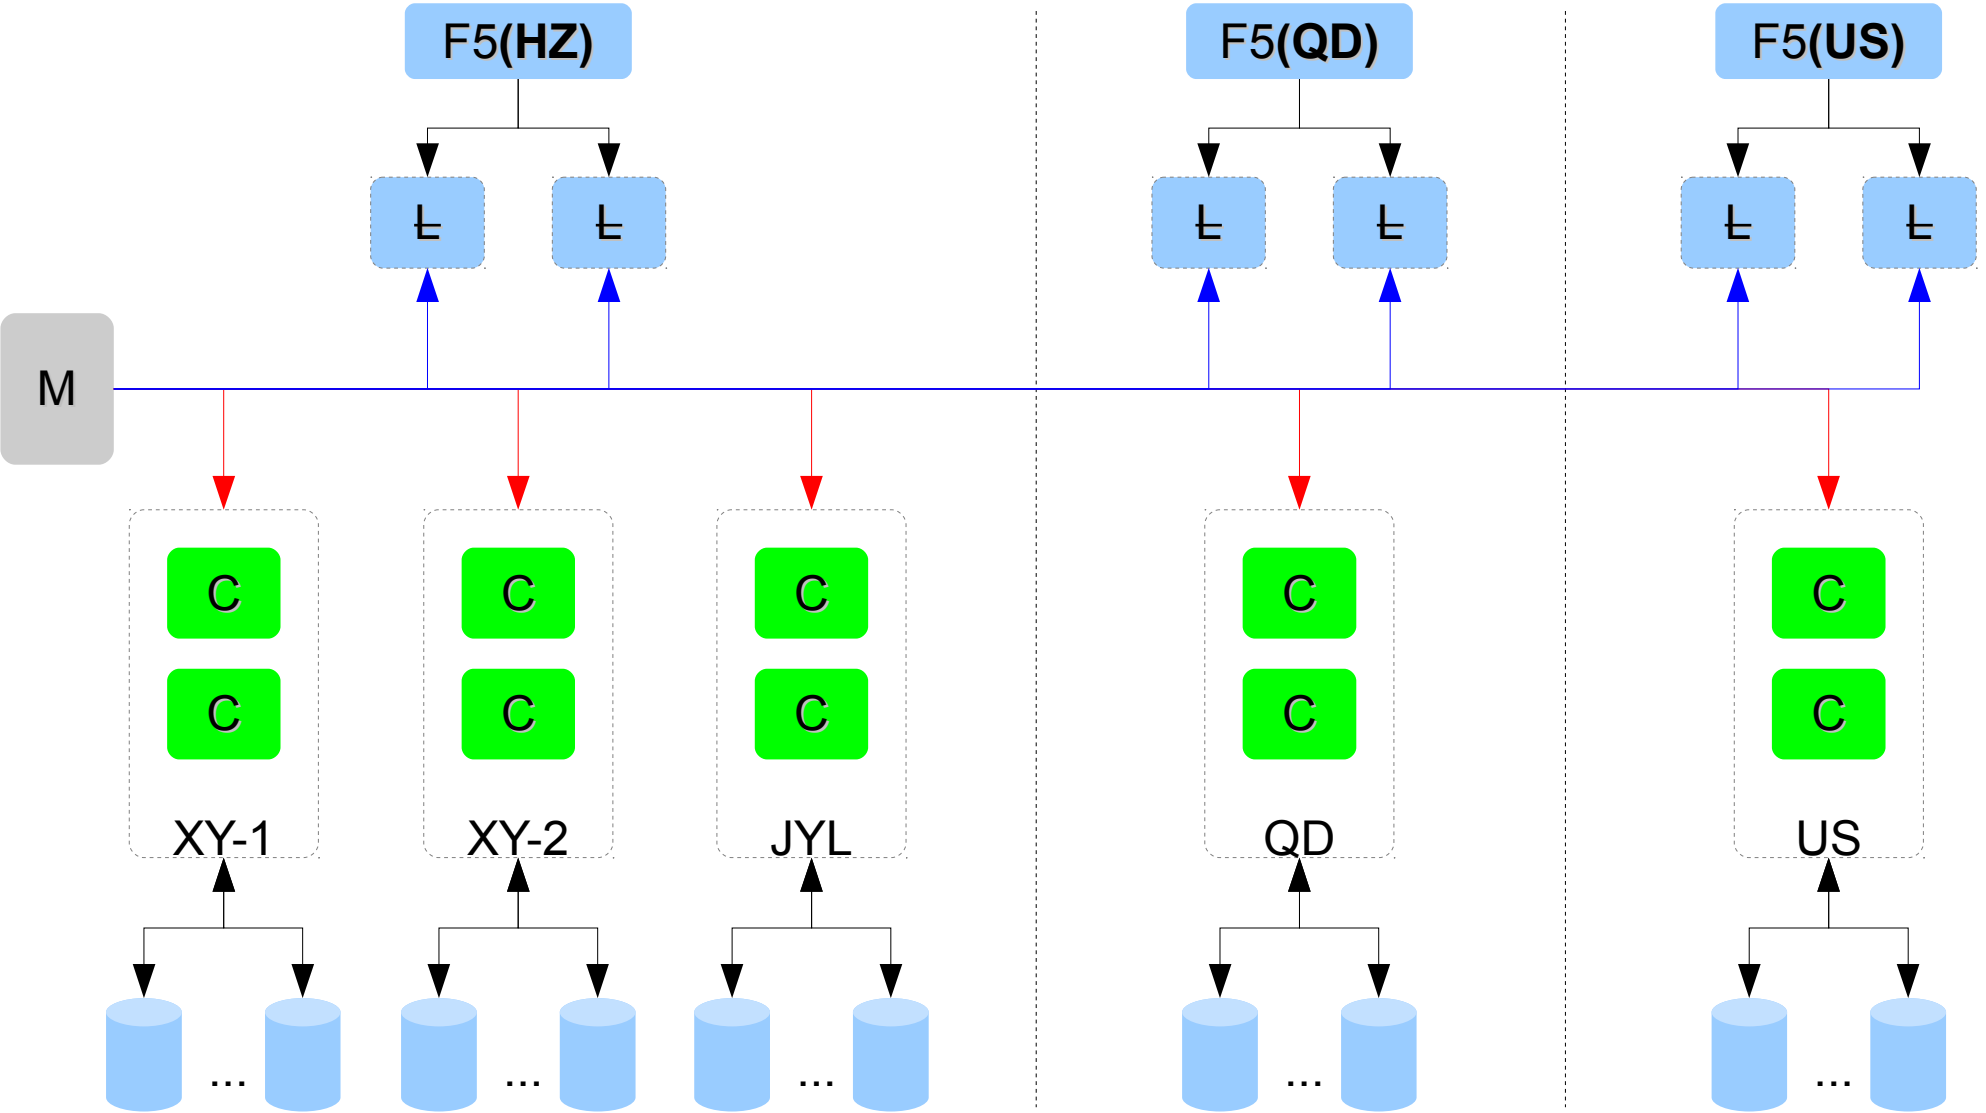 F5(HZ) F5(QD) F5(US)
L L L L L L
M
C C C C C
C C C C C
XY-1 XY-2 JYL QD US
... ... ... ... ...